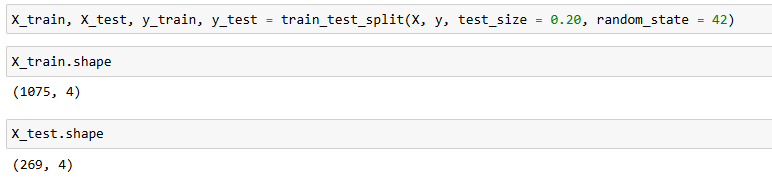 X_train, X_test, y_train, y_test = train_test_split(X, y, test_size = 0.20, random_state = 42)
X_train.shape
(1075, 4)
X_test.shape
(269, 4)